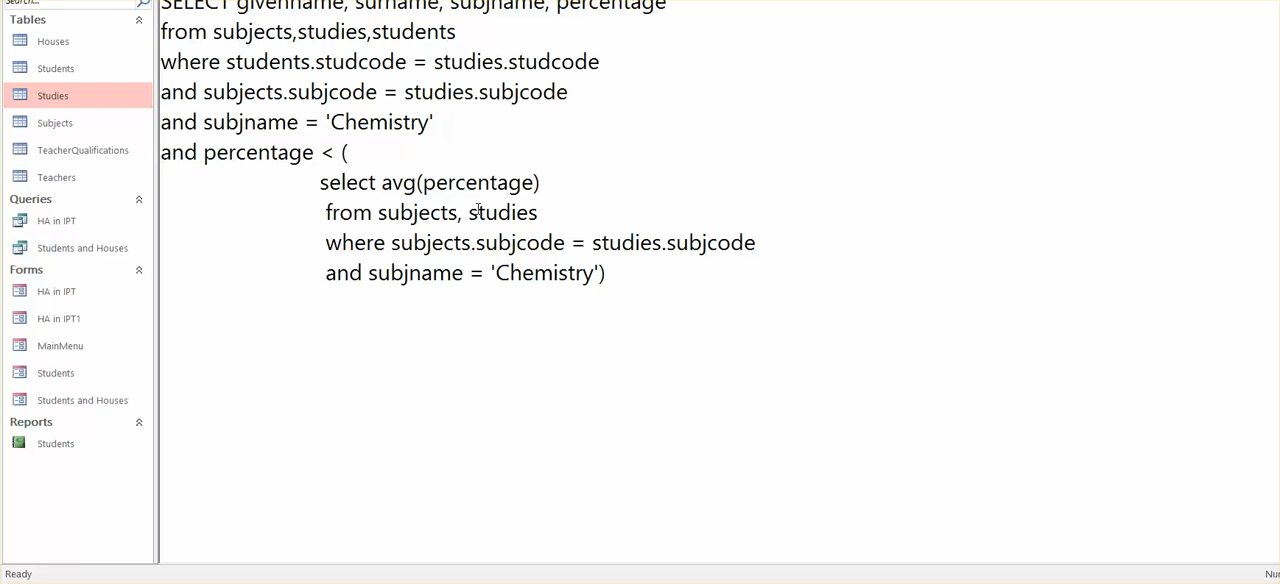 Search...
SELECT givenname, surname, subjname, percentage
Tables
from subjects,studies,students
Houses
where students.studcode = studies.studcode
Students
and subjects.subjcode = studies.subjcode
Studies
and subjname = 'Chemistry'
Subjects
and percentage < (
TeacherQualifications
select avg(percentage)
Teachers
from subjects, studies
Queries
where subjects.subjcode = studies.subjcode
HA in IPT
and subjname = 'Chemistry')
Students and Houses
Forms
HA in IPT
HA in IPT1
MainMenu
Students
Students and Houses
Reports
Students
Ready